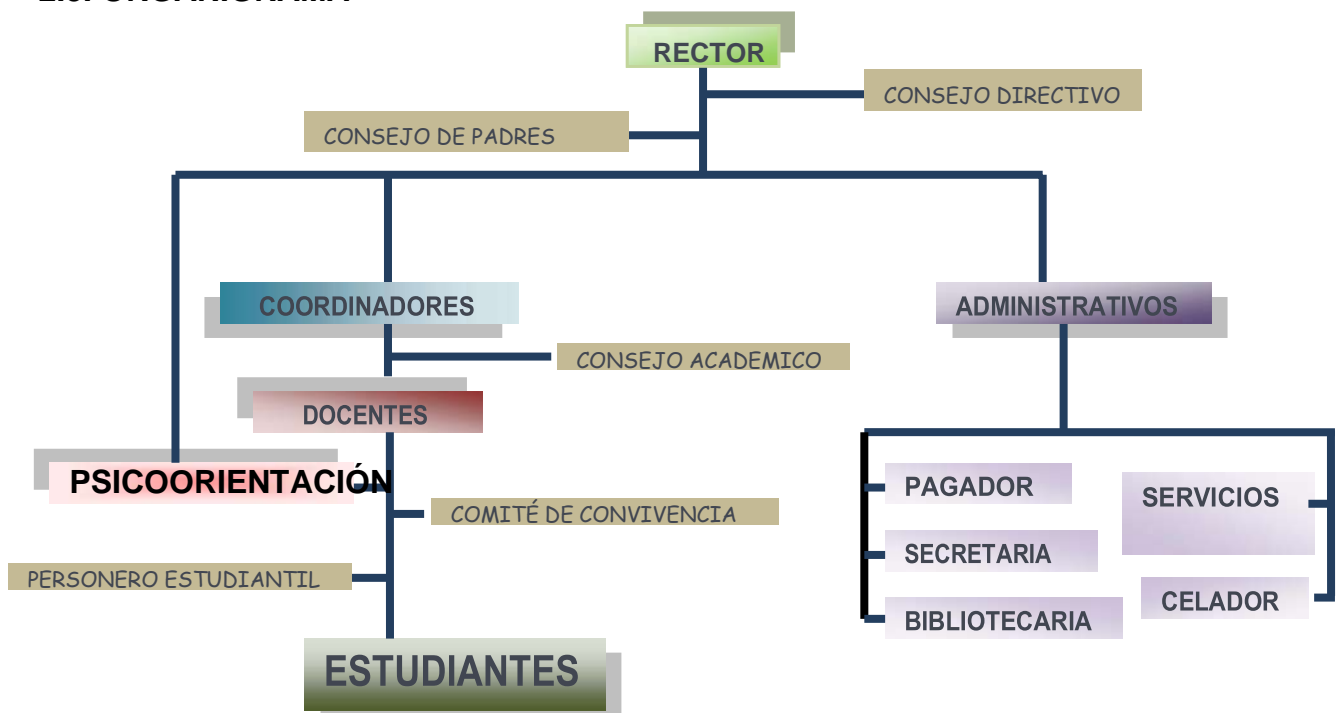 RECTOR
CONSEJO DIRECTIVO
CONSEJO DE PADRES
COORDINADORES
ADMINISTRATIVOS
CONSEJO ACADEMICO
DOCENTES
PSICOORIENTACIÓN
PAGADOR
SERVICIOS
COMITÉ DE CONVIVENCIA
SECRETARIA
PERSONERO ESTUDIANTIL
CELADOR
BIBLIOTECARIA
ESTUDIANTES